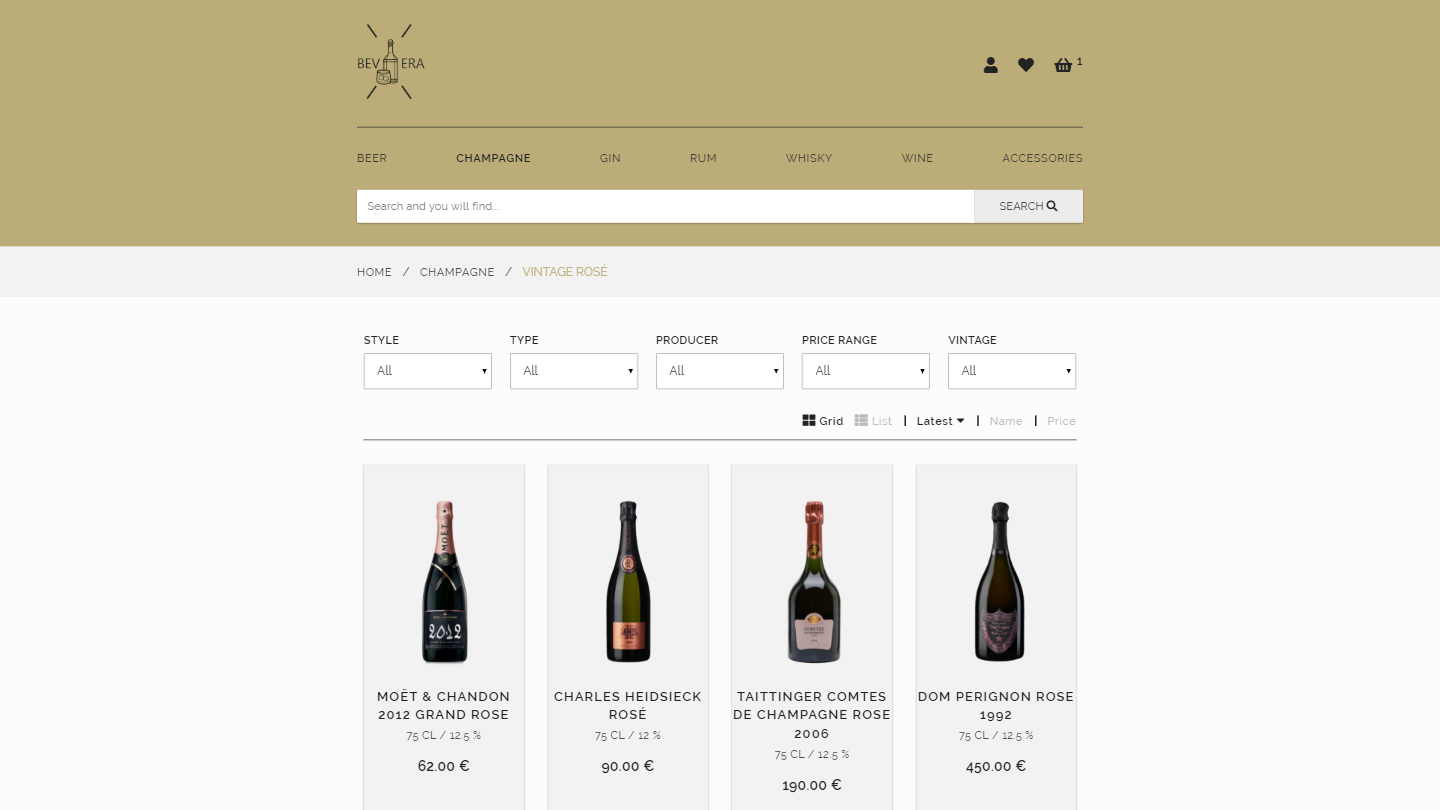 BEV ERA
1
BEER CHAMPAGNE GIN RUM WHISKY WINE ACCESSORIES
Search and you will find...
SEARCH
HOME / CHAMPAGNE / VINTAGE ROSÉ
STYLE TYPE PRODUCER PRICE RANGE VINTAGE
All All All All All
Grid List | Latest | Name | Price
MOËT
2012
COMTES
MOËT & CHANDON
2012 GRAND ROSE
75 CL / 12.5 %
62.00 €
CHARLES HEIDSIECK
ROSÉ
75 CL / 12 %
90.00 €
TAITTINGER COMTES
DE CHAMPAGNE ROSE
2006
75 CL / 12.5 %
190.00 €
DOM PERIGNON ROSE
1992
75 CL / 12.5 %
450.00 €